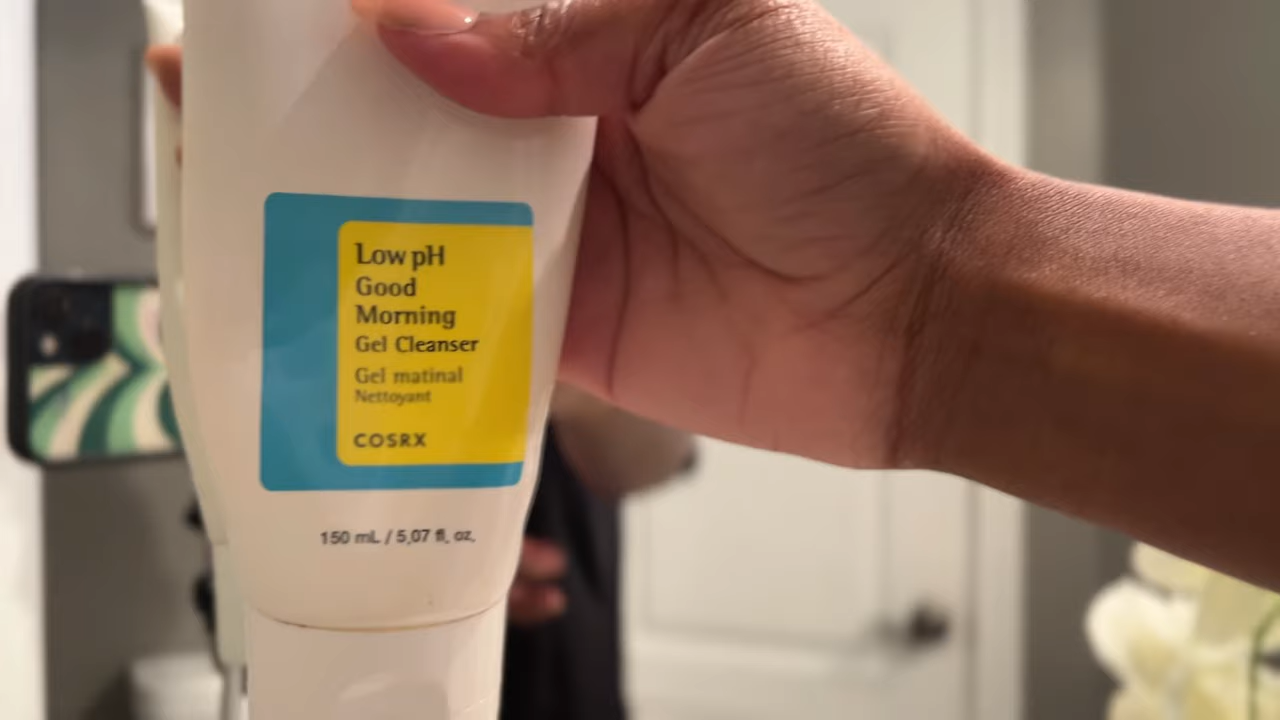 Low pH
Good
Morning
Gel Cleanser
Gel matinal
Nettoyant
COSRX
150 mL / 5,07 fl. oz.